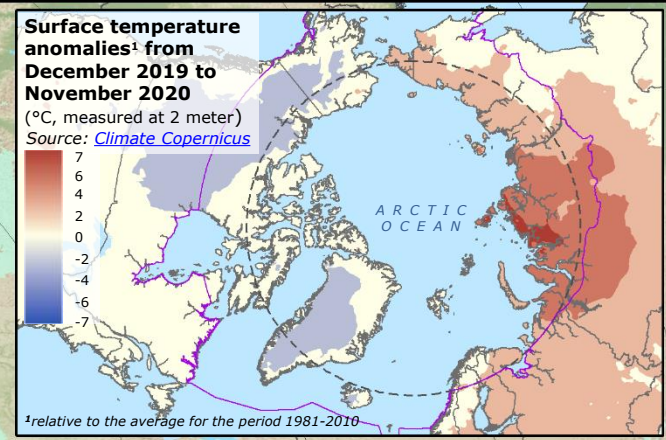 Surface temperature
anomalies¹ from
December 2019 to
November 2020
(°C, measured at 2 meter)
Source: Climate Copernicus
7
6
4
2
0
-2
-4
-6
-7
ARCTIC
OCEAN
¹relative to the average for the period 1981-2010